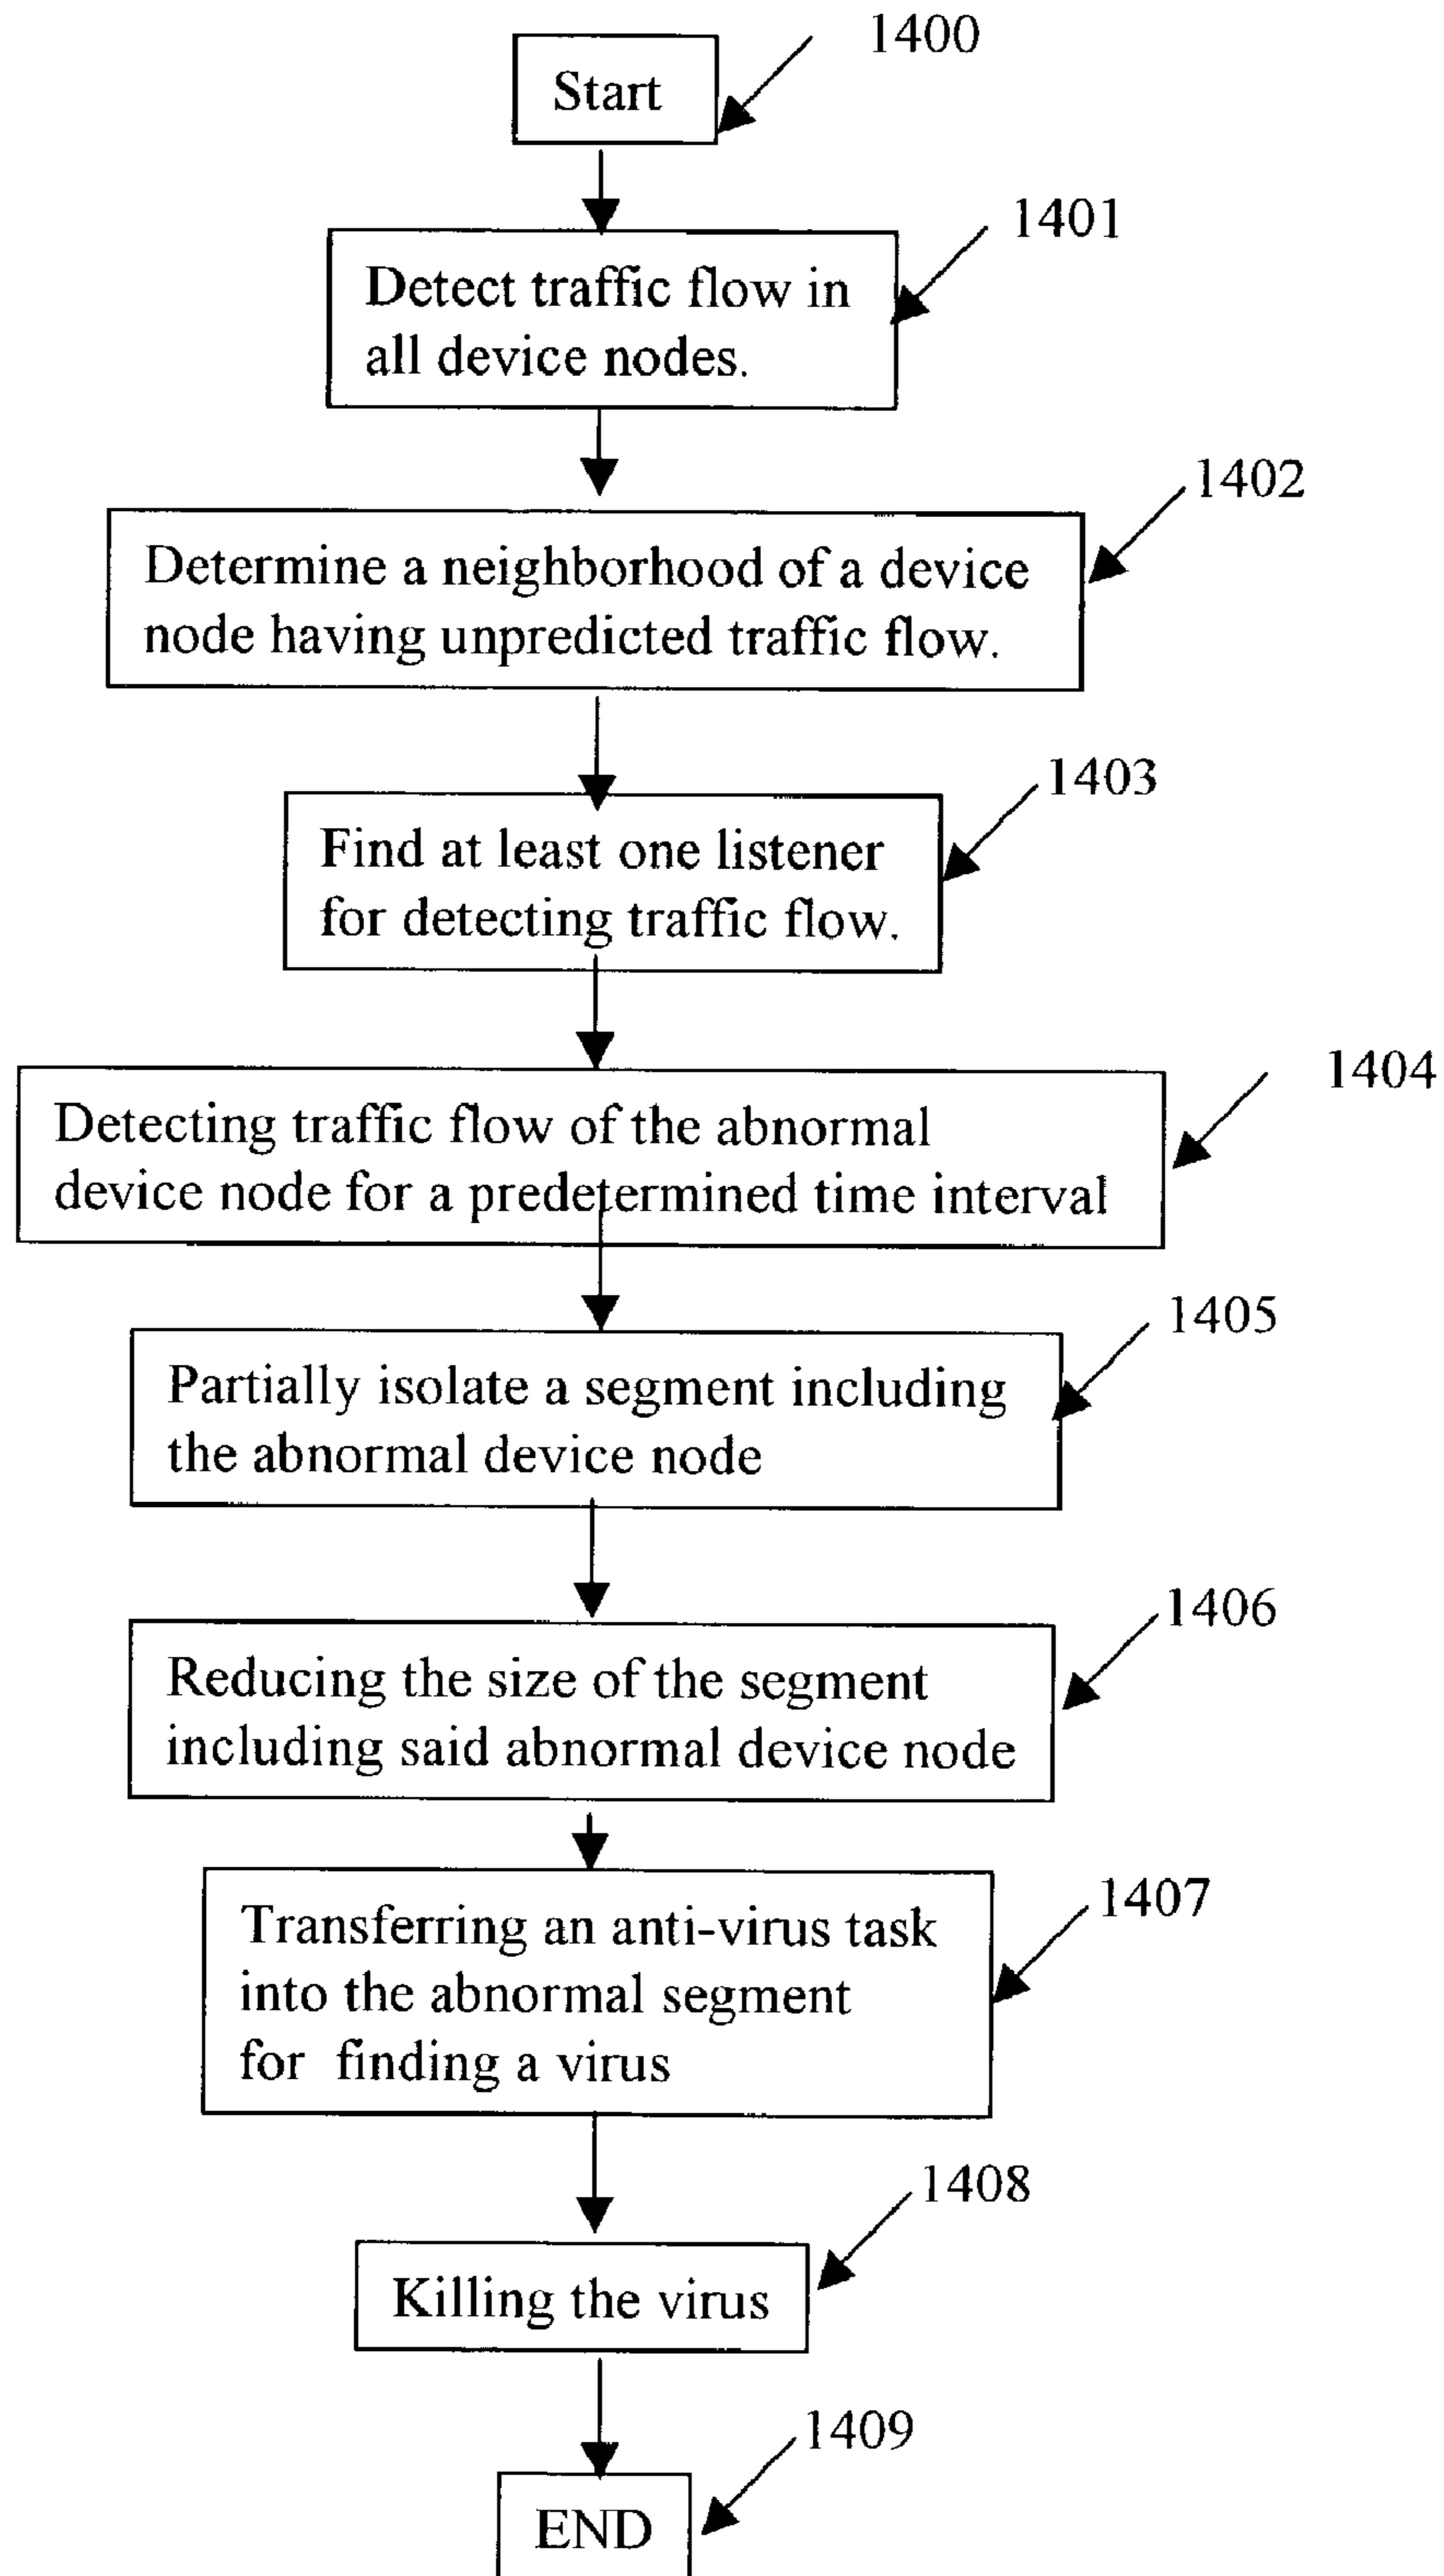 1400
Start
1401
Detect traffic flow in
all device nodes.
1402
Determine a neighborhood of a device
node having unpredicted traffic flow.
1403
Find at least one listener
for detecting traffic flow.
1404
Detecting traffic flow of the abnormal
device node for a predetermined time interval
1405
Partially isolate a segment including
the abnormal device node
1406
Reducing the size of the segment
including said abnormal device node
1407
Transferring an anti-virus task
into the abnormal segment
for finding a virus
1408
Killing the virus
1409
END